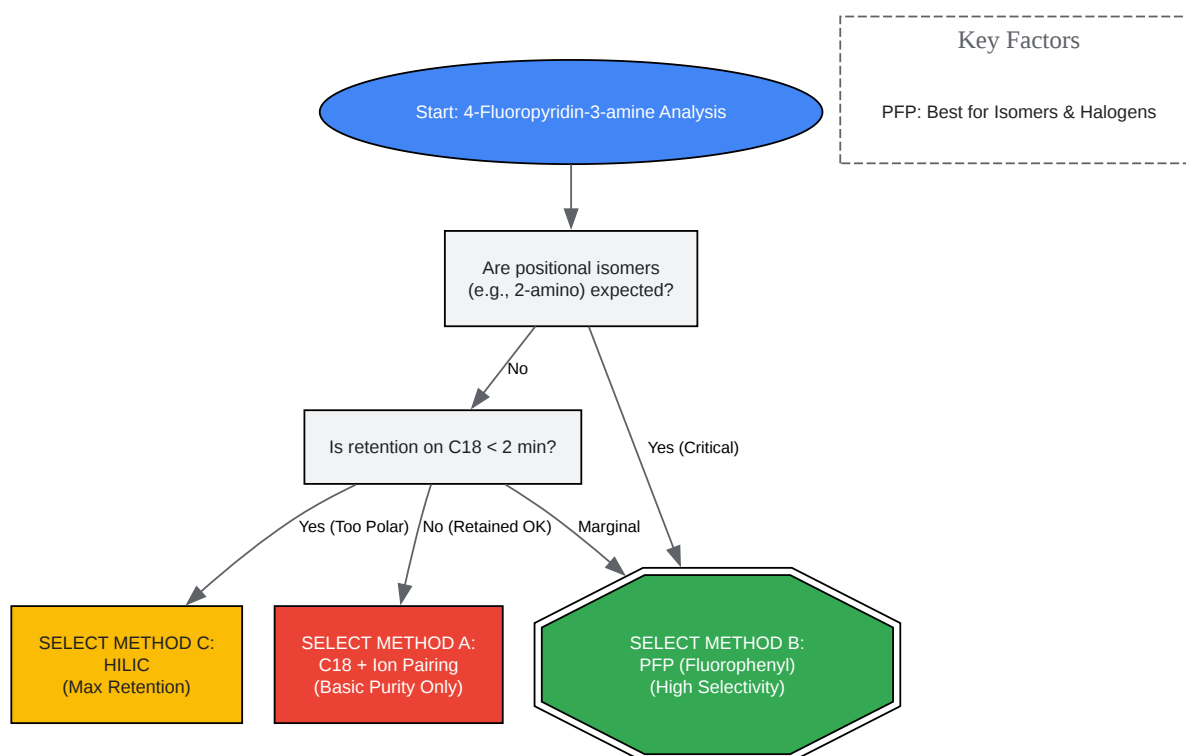 Key Factors
PFP: Best for Isomers & Halogens
Start: 4-Fluoropyridin-3-amine Analysis
Are positional isomers
(e.g., 2-amino) expected?
No
Yes (Critical)
Is retention on C18 < 2 min?
Yes (Too Polar)
No (Retained OK)
Marginal
SELECT METHOD C:
HILIC
(Max Retention)
SELECT METHOD A:
C18 + Ion Pairing
(Basic Purity Only)
SELECT METHOD B:
PFP (Fluorophenyl)
(High Selectivity)